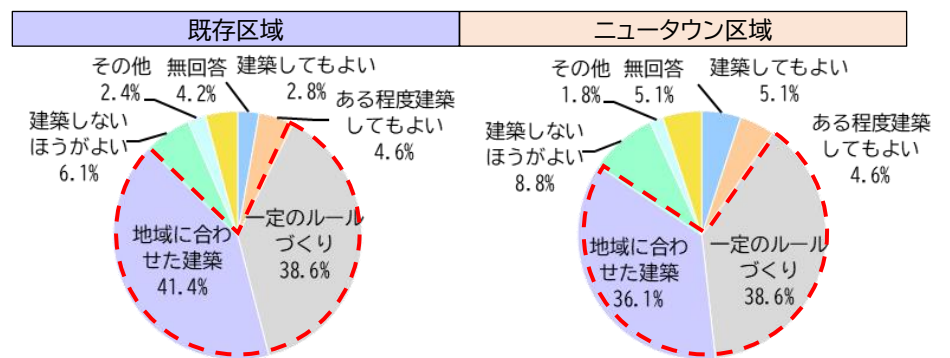 既存区域
ニュータウン区域
その他
2.4%
無回答
4.2%
建築してもよい
2.8%
ある程度建築
してもよい
4.6%
建築しない
ほうがよい
6.1%
一定のルール
づくり
38.6%
地域に合わ
せた建築
41.4%
その他
1.8%
無回答
5.1%
建築してもよい
5.1%
ある程度建築
してもよい
4.6%
建築しない
ほうがよい
8.8%
一定のルール
づくり
38.6%
地域に合わ
せた建築
36.1%